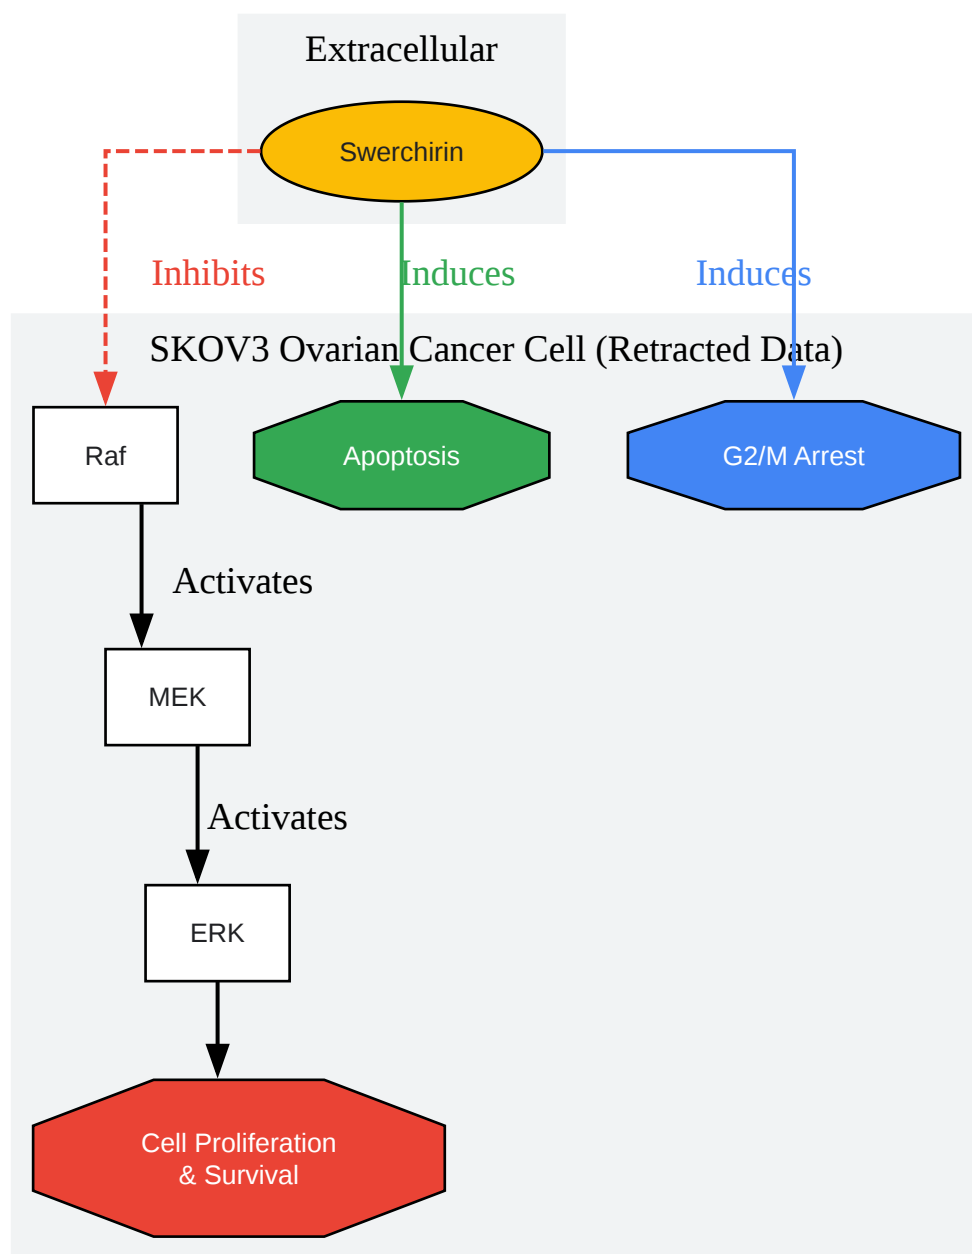 Extracellular
Swerchirin
Inhibits
Induces
Induces
SKOV3 Ovarian Cancer Cell (Retracted Data)
Raf
Apoptosis
G2/M Arrest
Activates
MEK
Activates
ERK
Cell Proliferation
& Survival